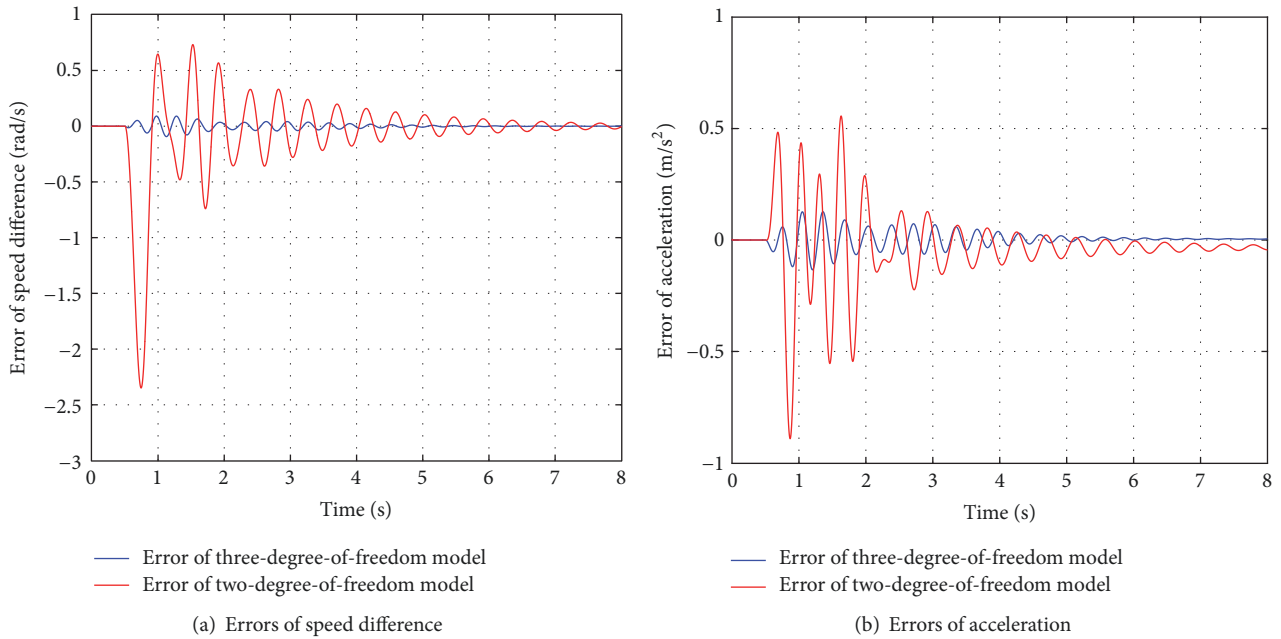 1
0.5
0
−0.5
−1
−1.5
−2
−2.5
−3
Error of speed difference (rad/s)
0 1 2 3 4 5 6 7 8
Time (s)
Error of three-degree-of-freedom model
Error of two-degree-of-freedom model
(a) Errors of speed difference
1
0.5
0
−0.5
−1
Error of acceleration (m/s²)
0 1 2 3 4 5 6 7 8
Time (s)
Error of three-degree-of-freedom model
Error of two-degree-of-freedom model
(b) Errors of acceleration